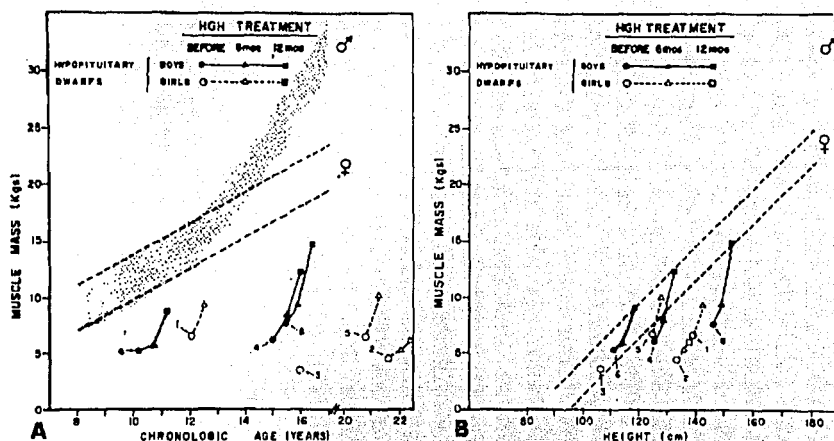 HGH TREATMENT
BEFORE 6mos 12mos
HYPOPITUITARY BOYS
DWARFS GIRLS
MUSCLE MASS (Kgs)
30
25
20
15
10
5
0
8 10 12 14 16 18 20 22
A CHRONOLOGIC AGE (YEARS)
HGH TREATMENT
BEFORE 6mos 12mos
HYPOPITUITARY BOYS
DWARFS GIRLS
MUSCLE MASS (Kgs)
30
25
20
15
10
5
0
80 100 120 140 160 180
B HEIGHT (cm)